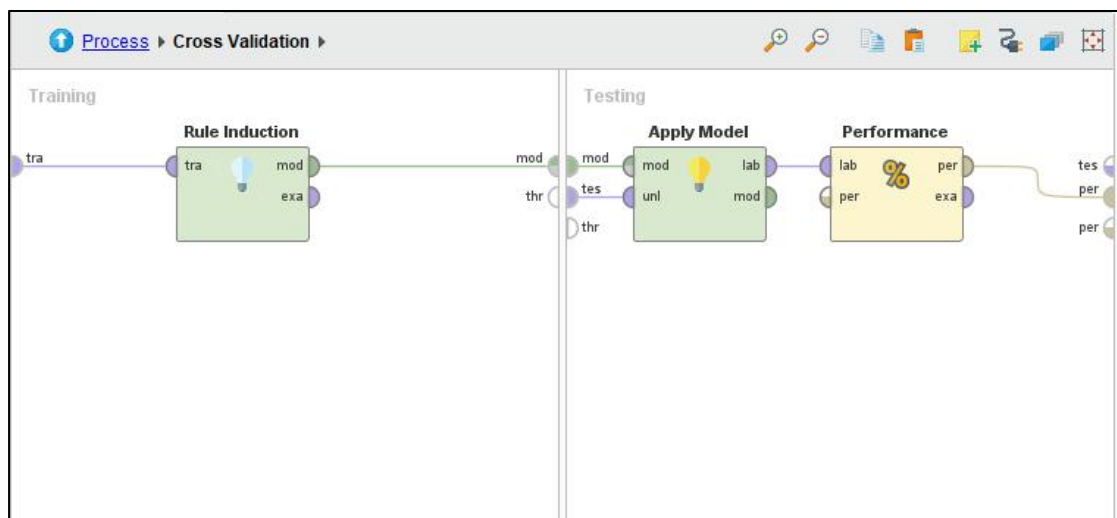 Process Cross Validation
Training
Rule Induction
tra
tra
mod
exa
mod
thr
Testing
Apply Model
Performance
mod
tes
thr
mod
unl
lab
mod
lab
per
%
per
exa
tes
per
per